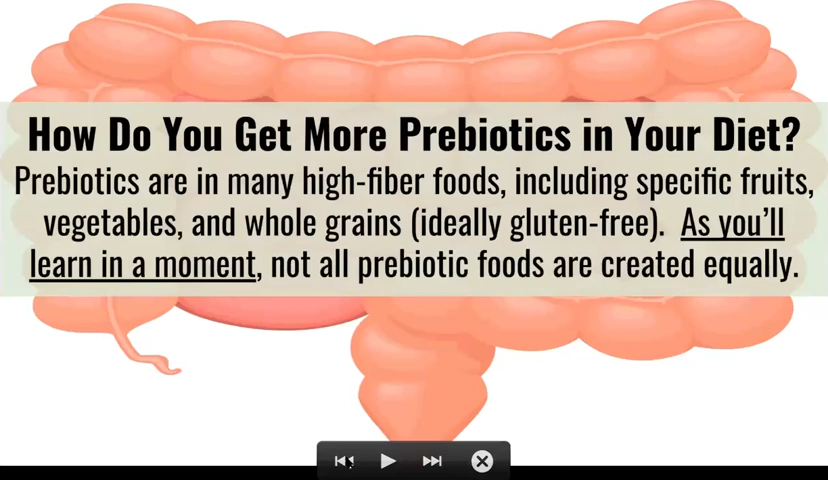 How Do You Get More Prebiotics in Your Diet?
Prebiotics are in many high-fiber foods, including specific fruits,
vegetables, and whole grains (ideally gluten-free).  As you’ll
learn in a moment, not all prebiotic foods are created equally.